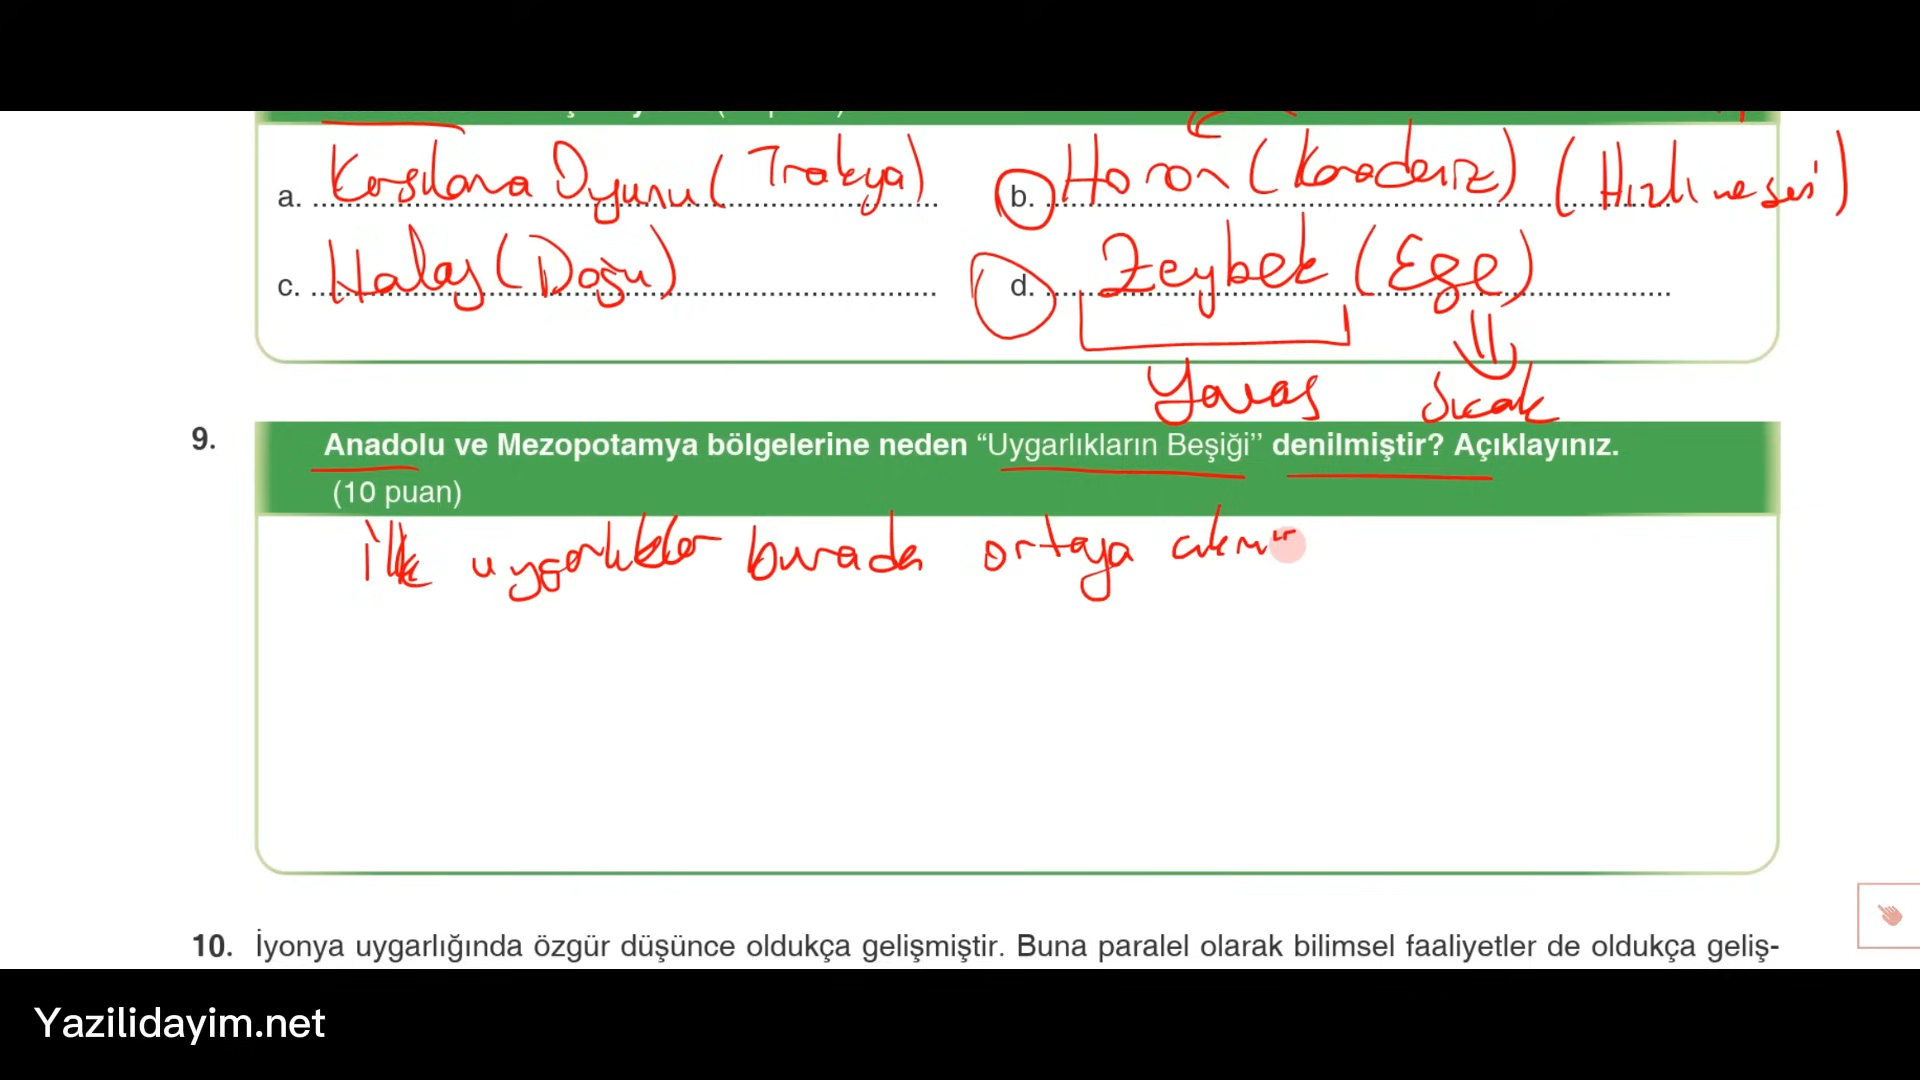 a. Karşılama Oyunu (Trakya) b. Horon (Karadeniz) (Hızlı ve seri)
c. Halay (Doğu) d. Zeybek (Ege)
Yavaş Sıcak
9. Anadolu ve Mezopotamya bölgelerine neden “Uygarlıkların Beşiği” denilmiştir? Açıklayınız.
(10 puan)
İlk uygarlıklar burada ortaya
10. İyonya uygarlığında özgür düşünce oldukça gelişmiştir. Buna paralel olarak bilimsel faaliyetler de oldukça geliş-
Yazilidayim.net